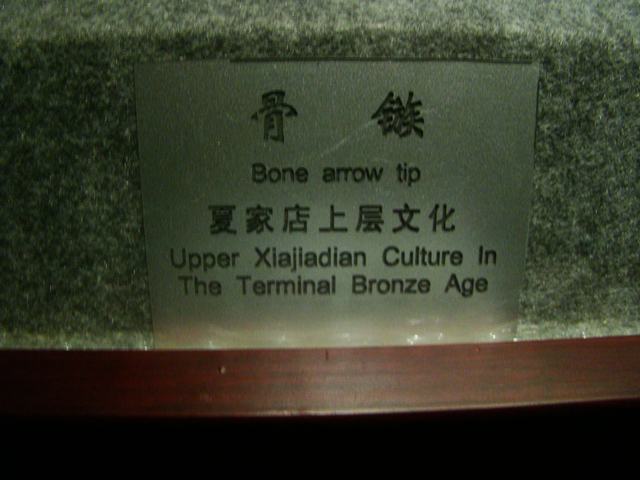 骨 镞
Bone arrow tip
夏家店上层文化
Upper Xiajiadian Culture In
The Terminal Bronze Age